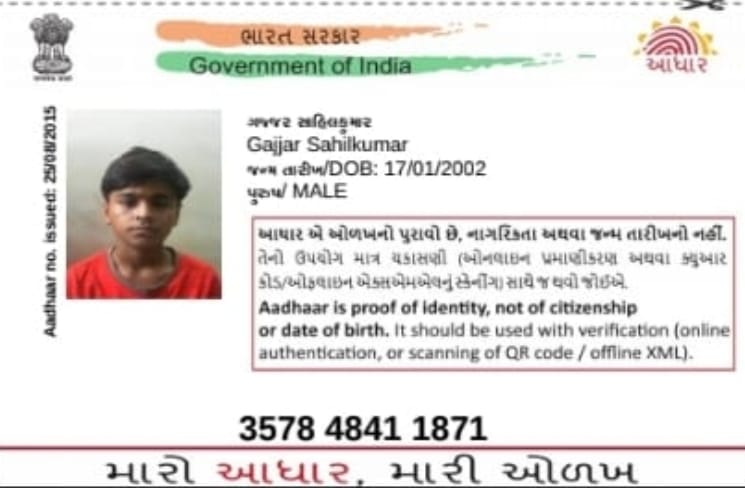 ભારત સરકાર
Government of India
આધાર
Aadhaar no. issued: 25/08/2015
ગજજર સાહિલકુમાર
Gajjar Sahilkumar
જન્મ તારીખ/DOB: 17/01/2002
પુરુષ/ MALE
આધાર એ ઓળખનો પુરાવો છે, નાગરિકતા અથવા જન્મ તારીખનો નહીં.
તેનો ઉપયોગ માત્ર ચકાસણી (ઓનલાઇન પ્રમાણીકરણ અથવા ક્યુઆર
કોડ/ઓફલાઇન એક્સએમએલનું સ્કેનીંગ) સાથે જ થવો જોઈએ.
Aadhaar is proof of identity, not of citizenship
or date of birth. It should be used with verification (online
authentication, or scanning of QR code / offline XML).
3578 4841 1871
મારો આધાર, મારી ઓળખ